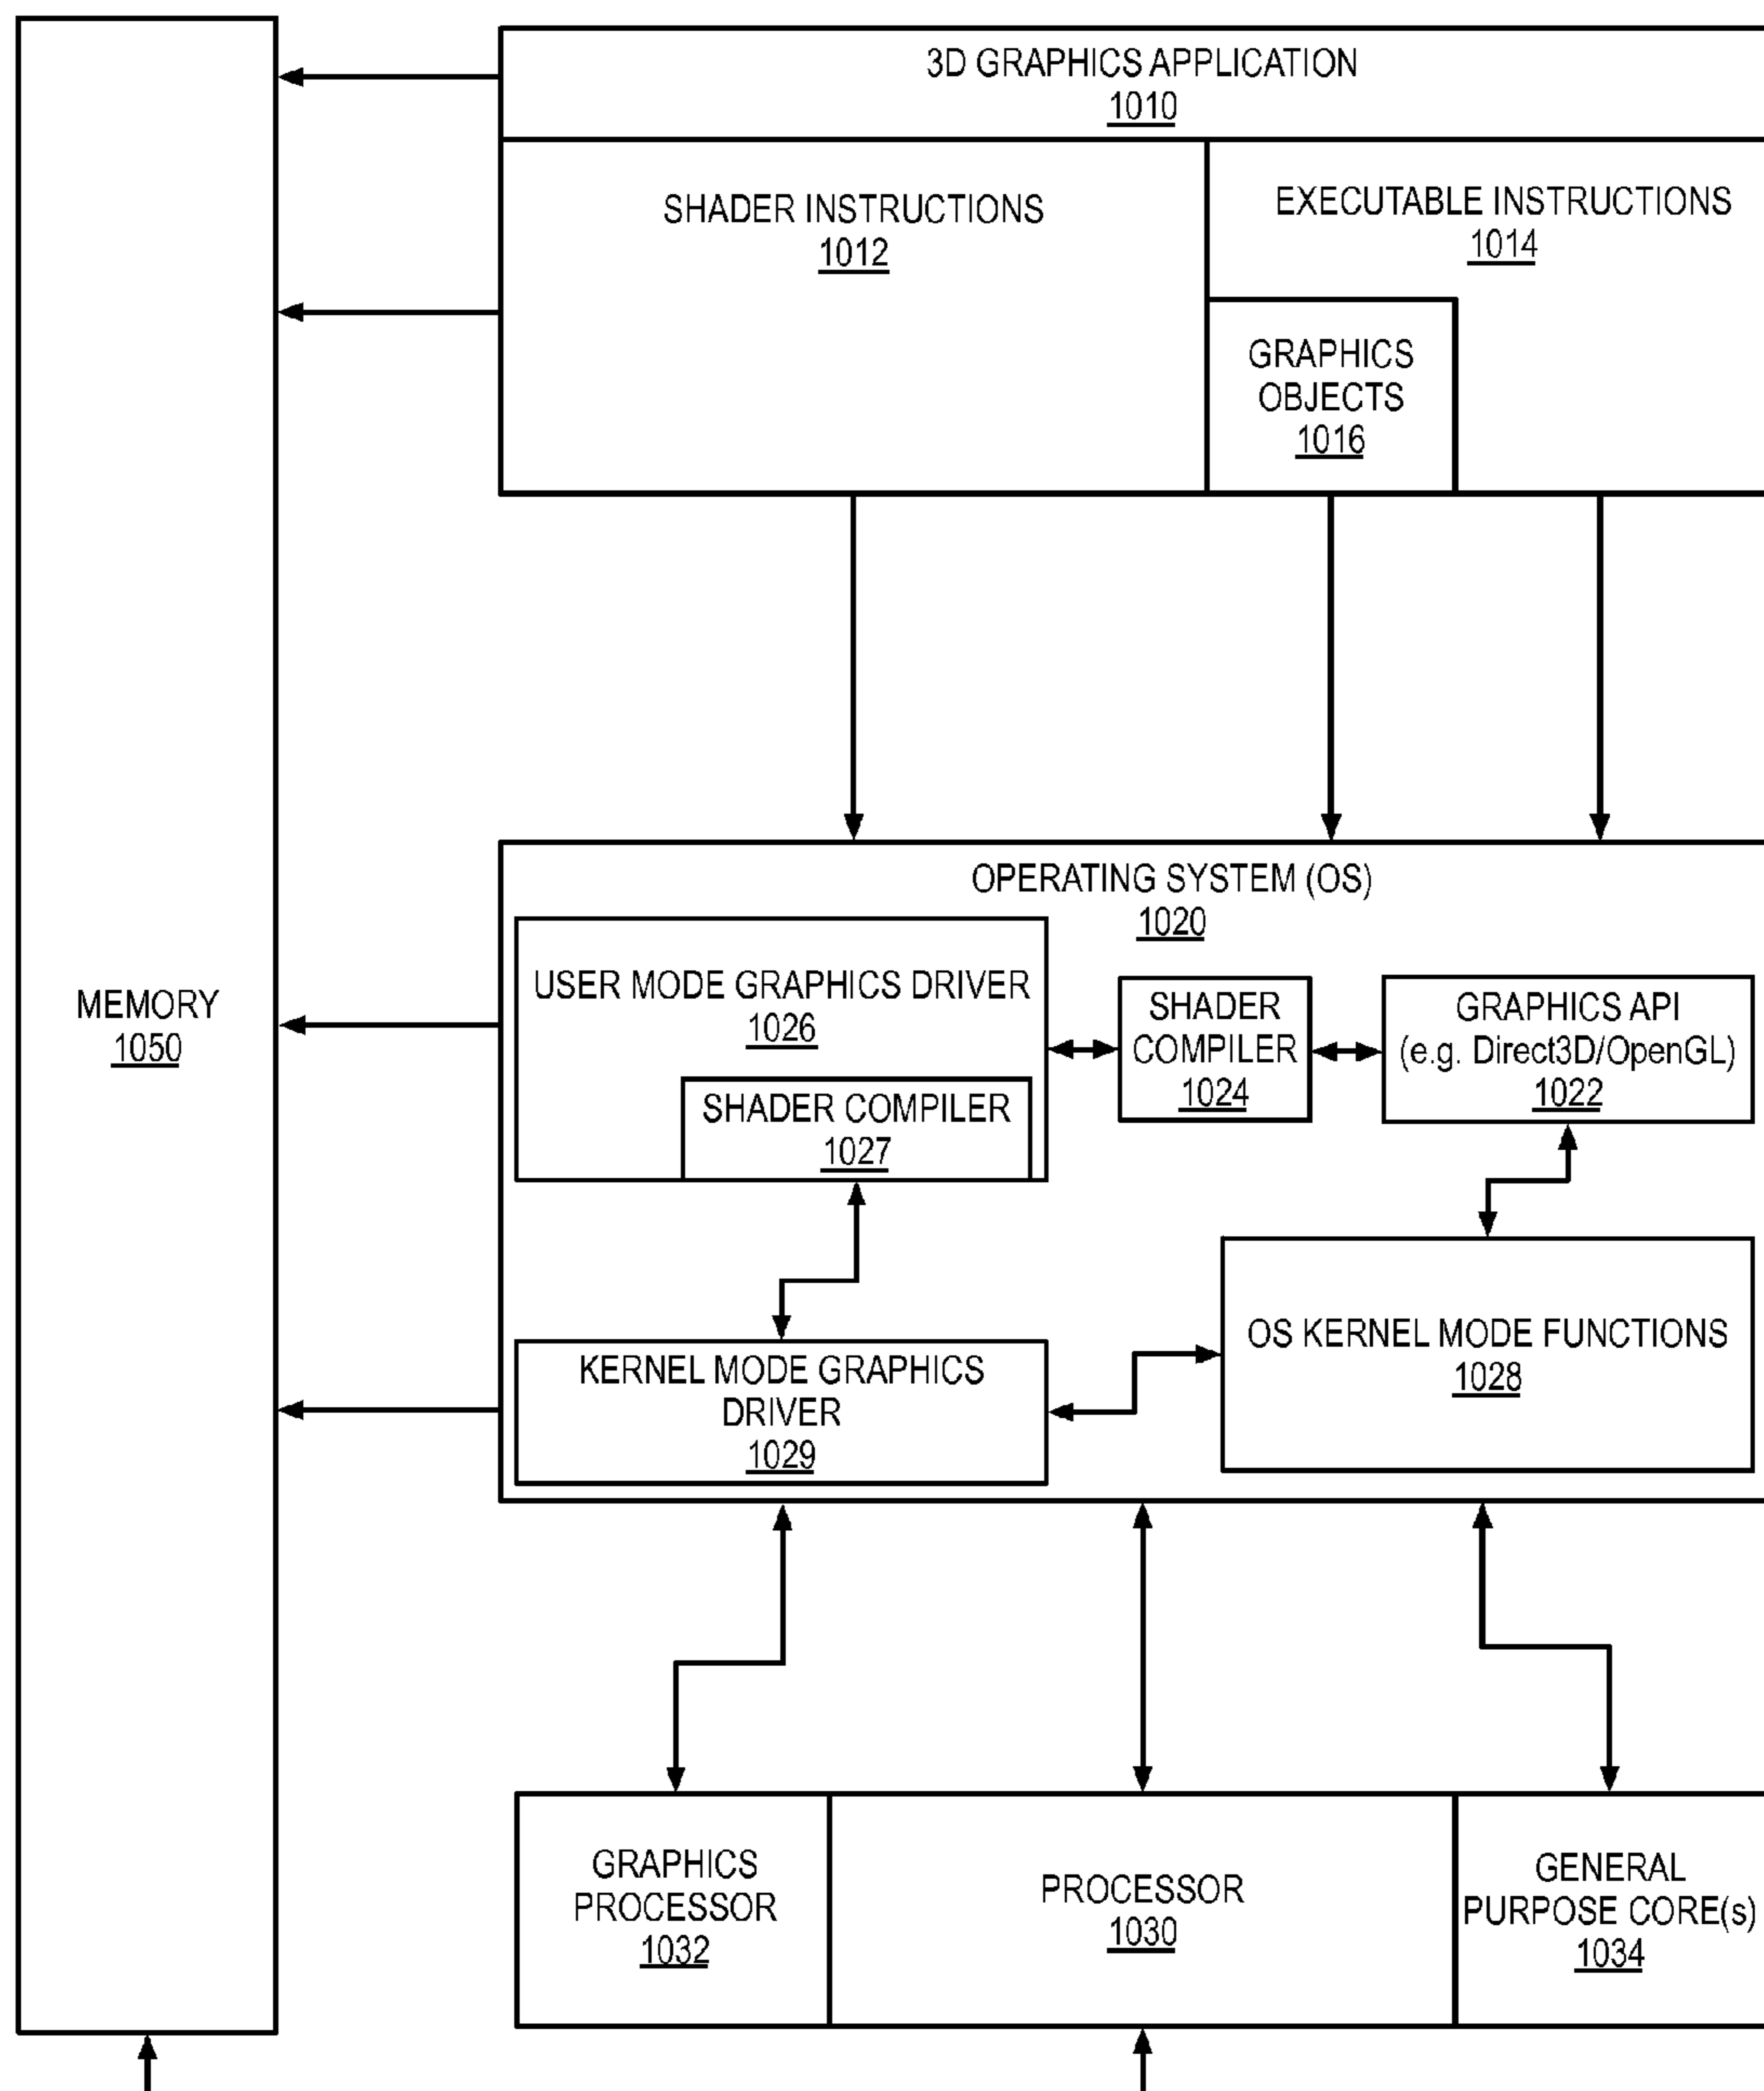 3D GRAPHICS APPLICATION
1010
SHADER INSTRUCTIONS
1012
EXECUTABLE INSTRUCTIONS
1014
GRAPHICS
OBJECTS
1016
MEMORY
1050
OPERATING SYSTEM (OS)
1020
USER MODE GRAPHICS DRIVER
1026
SHADER COMPILER
1027
SHADER
COMPILER
1024
GRAPHICS API
(e.g. Direct3D/OpenGL)
1022
KERNEL MODE GRAPHICS
DRIVER
1029
OS KERNEL MODE FUNCTIONS
1028
GRAPHICS
PROCESSOR
1032
PROCESSOR
1030
GENERAL
PURPOSE CORE(s)
1034